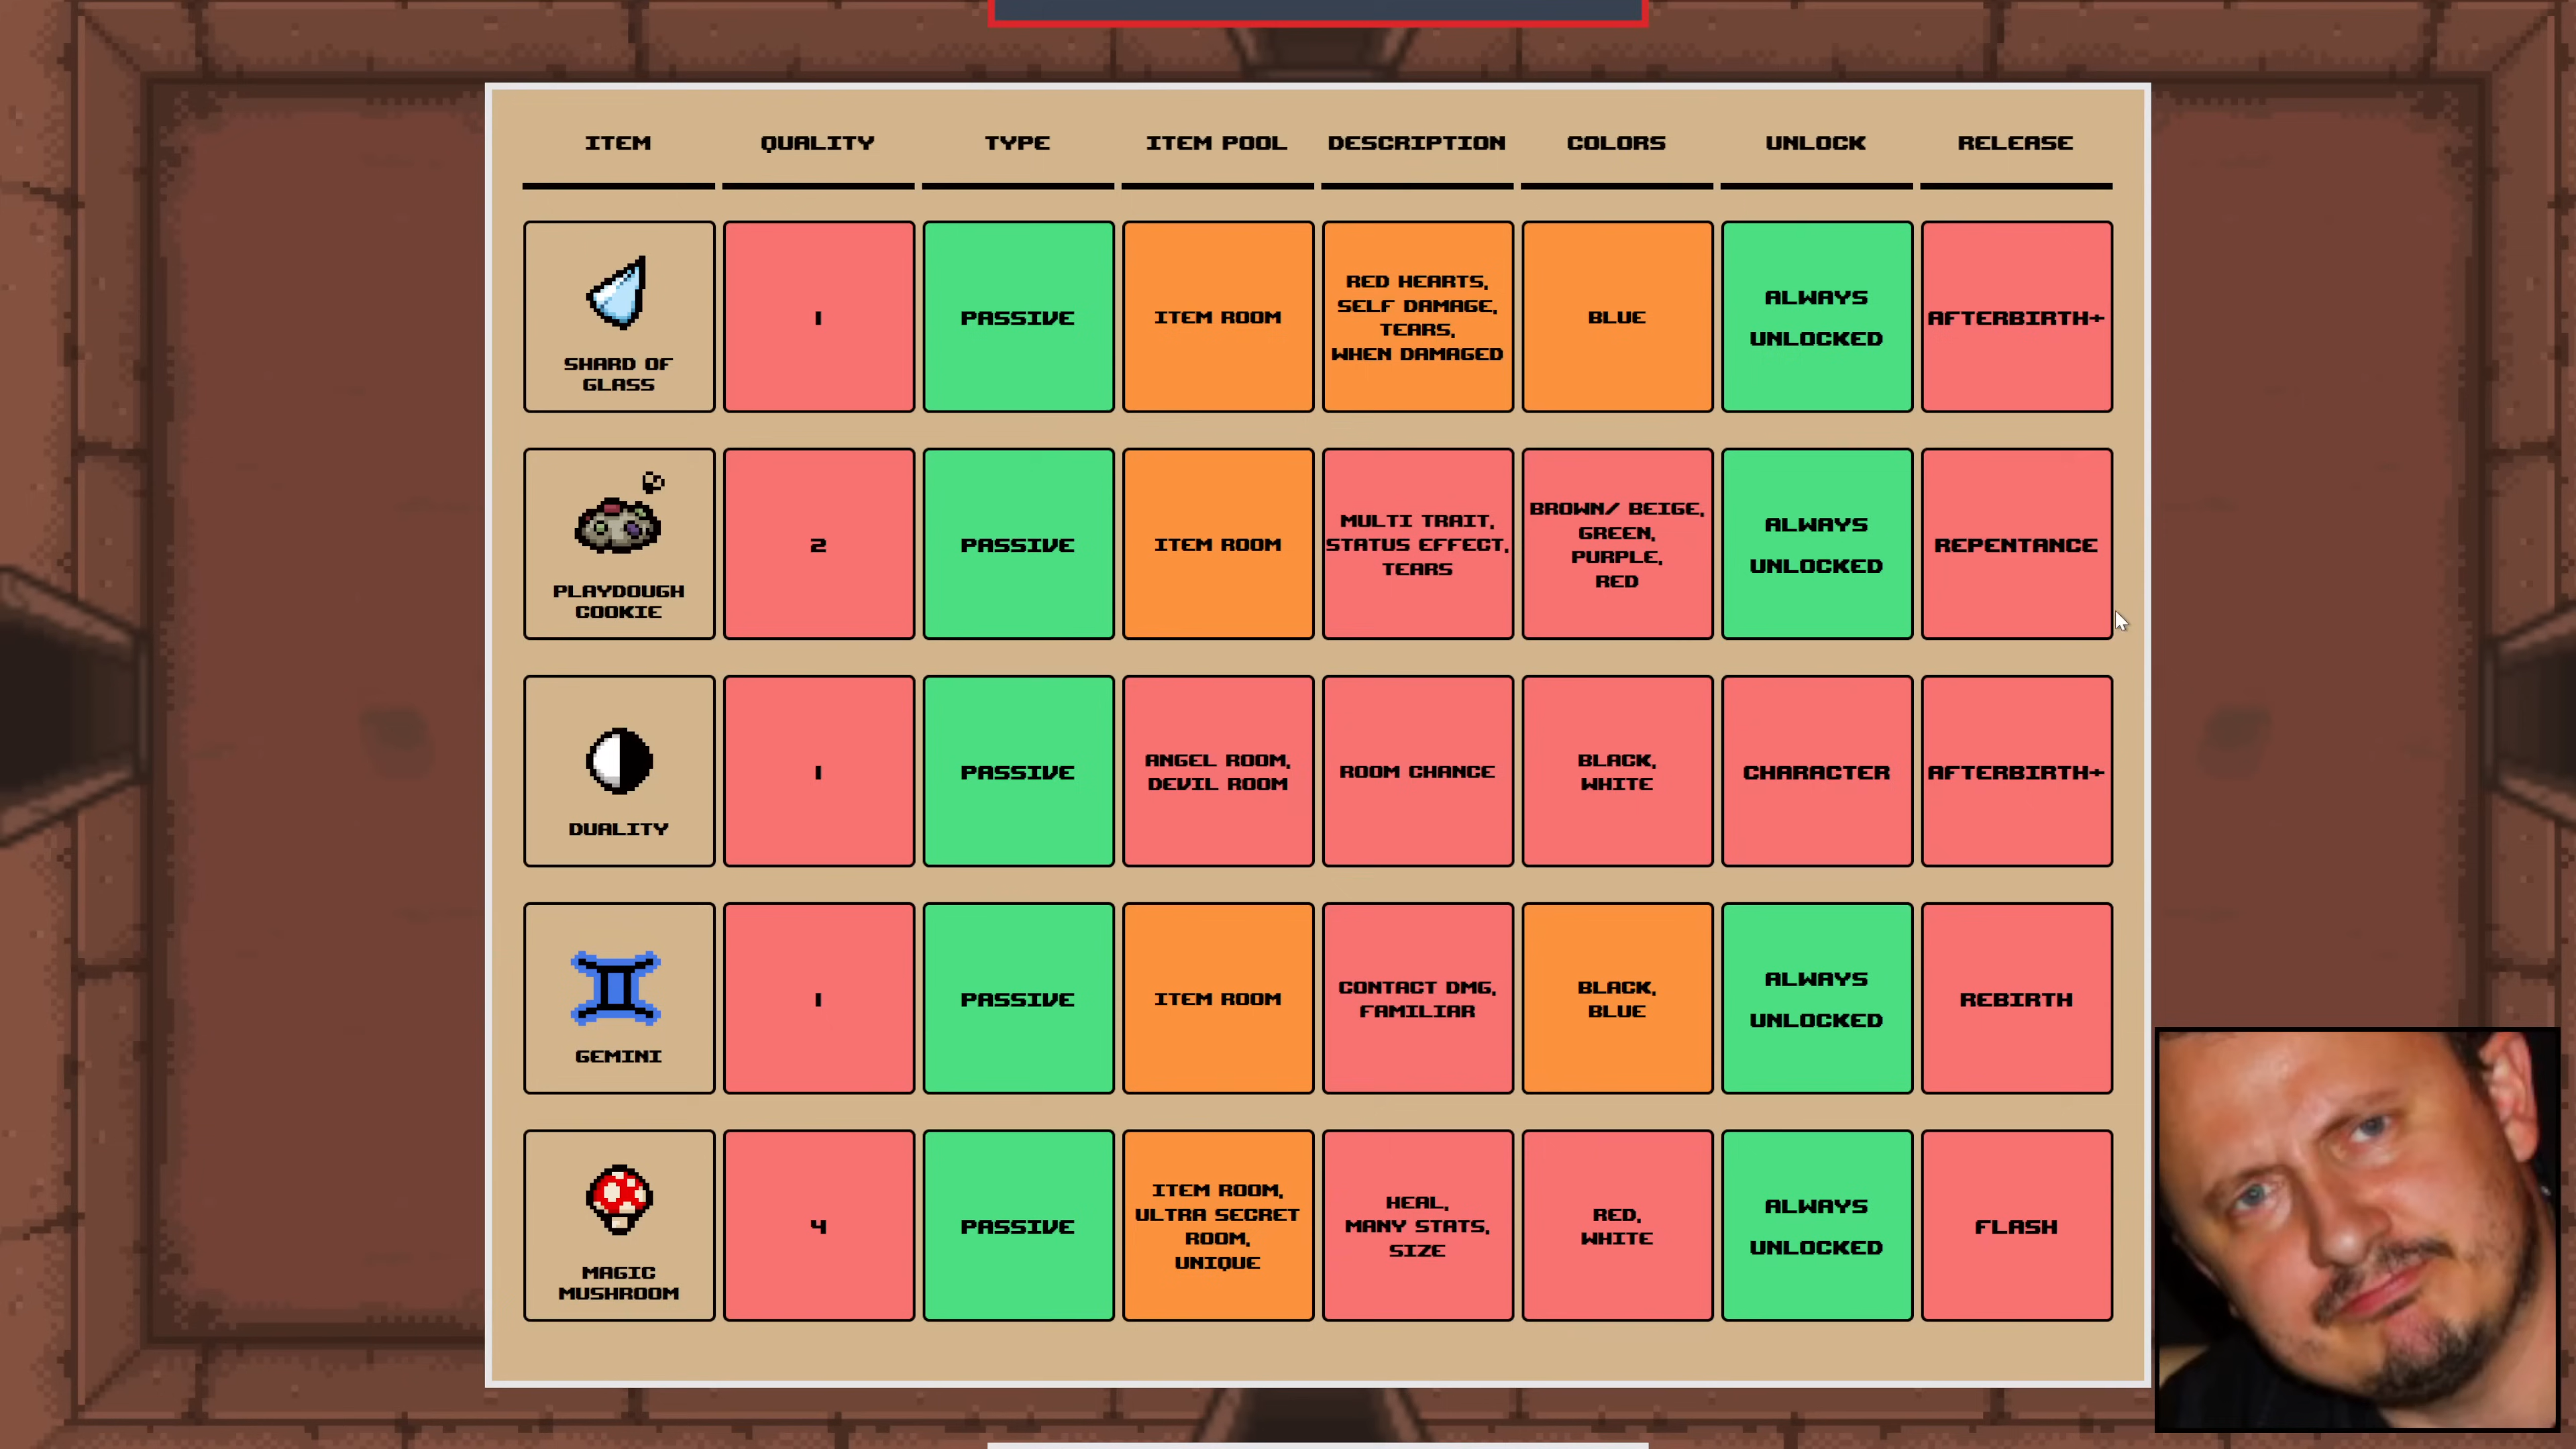 ITEM QUALITY TYPE ITEM POOL DESCRIPTION COLORS UNLOCK RELEASE
SHARD OF
GLASS
1
PASSIVE
ITEM ROOM
RED HEARTS,
SELF DAMAGE,
TEARS,
WHEN DAMAGED
BLUE
ALWAYS
UNLOCKED
AFTERBIRTH+
PLAYDOUGH
COOKIE
2
PASSIVE
ITEM ROOM
MULTI TRAIT,
STATUS EFFECT,
TEARS
BROWN/ BEIGE,
GREEN,
PURPLE,
RED
ALWAYS
UNLOCKED
REPENTANCE
DUALITY
1
PASSIVE
ANGEL ROOM,
DEVIL ROOM
ROOM CHANCE
BLACK,
WHITE
CHARACTER
AFTERBIRTH+
GEMINI
1
PASSIVE
ITEM ROOM
CONTACT DMG,
FAMILIAR
BLACK,
BLUE
ALWAYS
UNLOCKED
REBIRTH
MAGIC
MUSHROOM
4
PASSIVE
ITEM ROOM,
ULTRA SECRET
ROOM,
UNIQUE
HEAL,
MANY STATS,
SIZE
RED,
WHITE
ALWAYS
UNLOCKED
FLASH